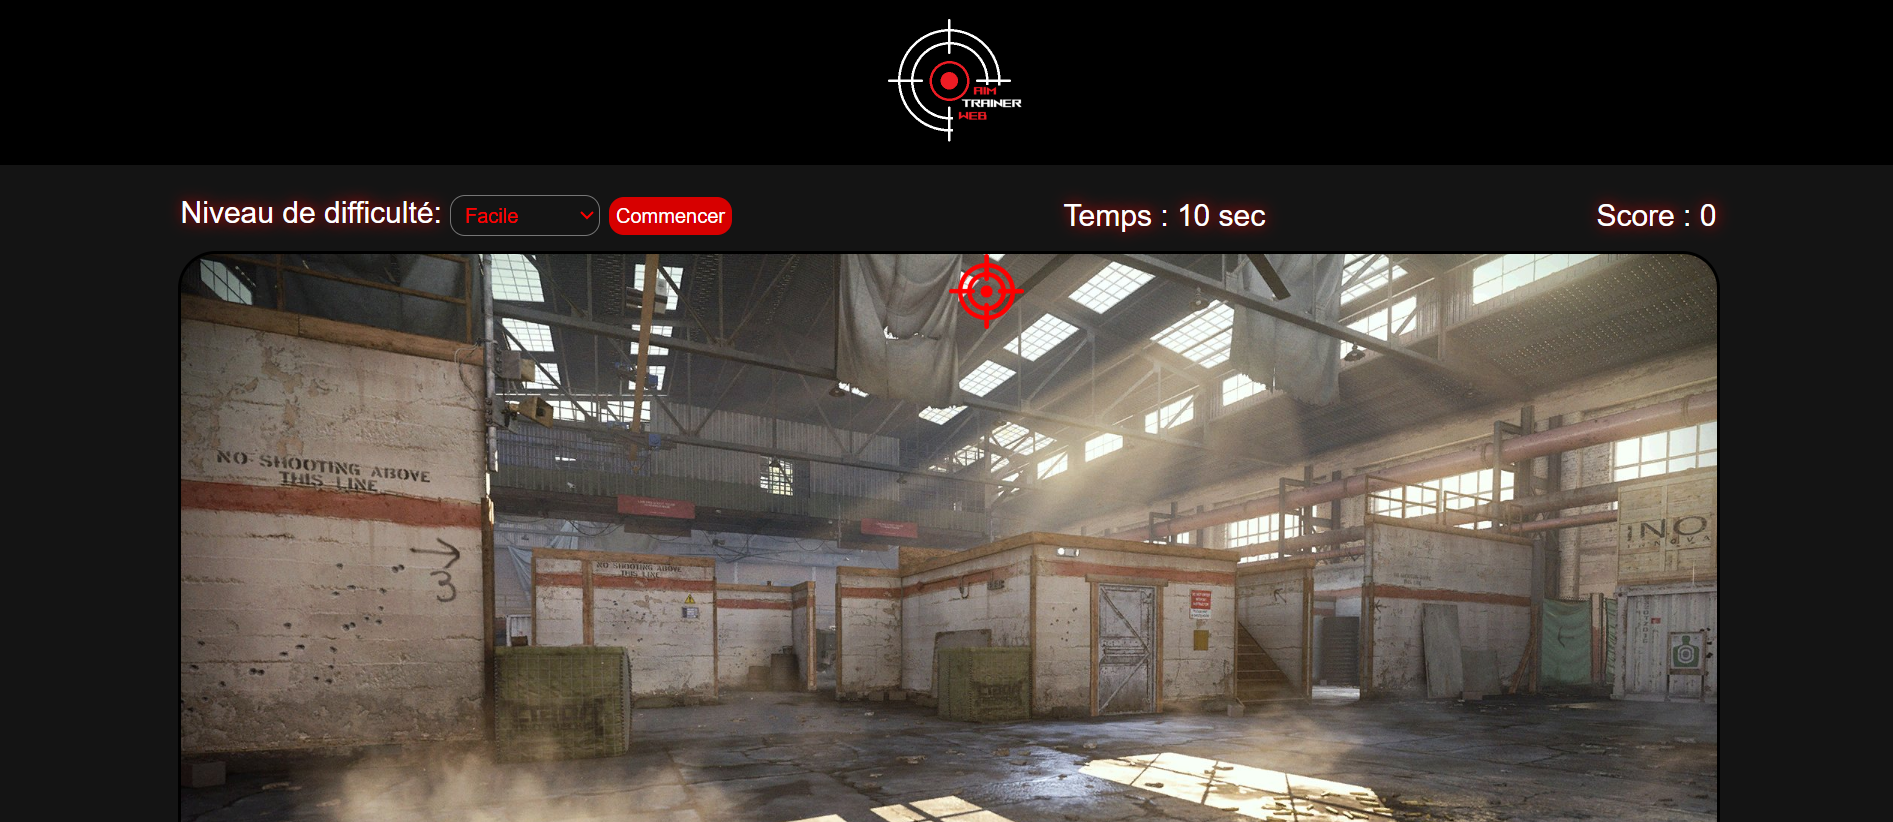 AIM
TRAINER
WEB
Niveau de difficulté:
Facile
Commencer
Temps : 10 sec
Score : 0
NO SHOOTING ABOVE
THIS LINE
3
NO SHOOTING ABOVE
THIS LINE
INO